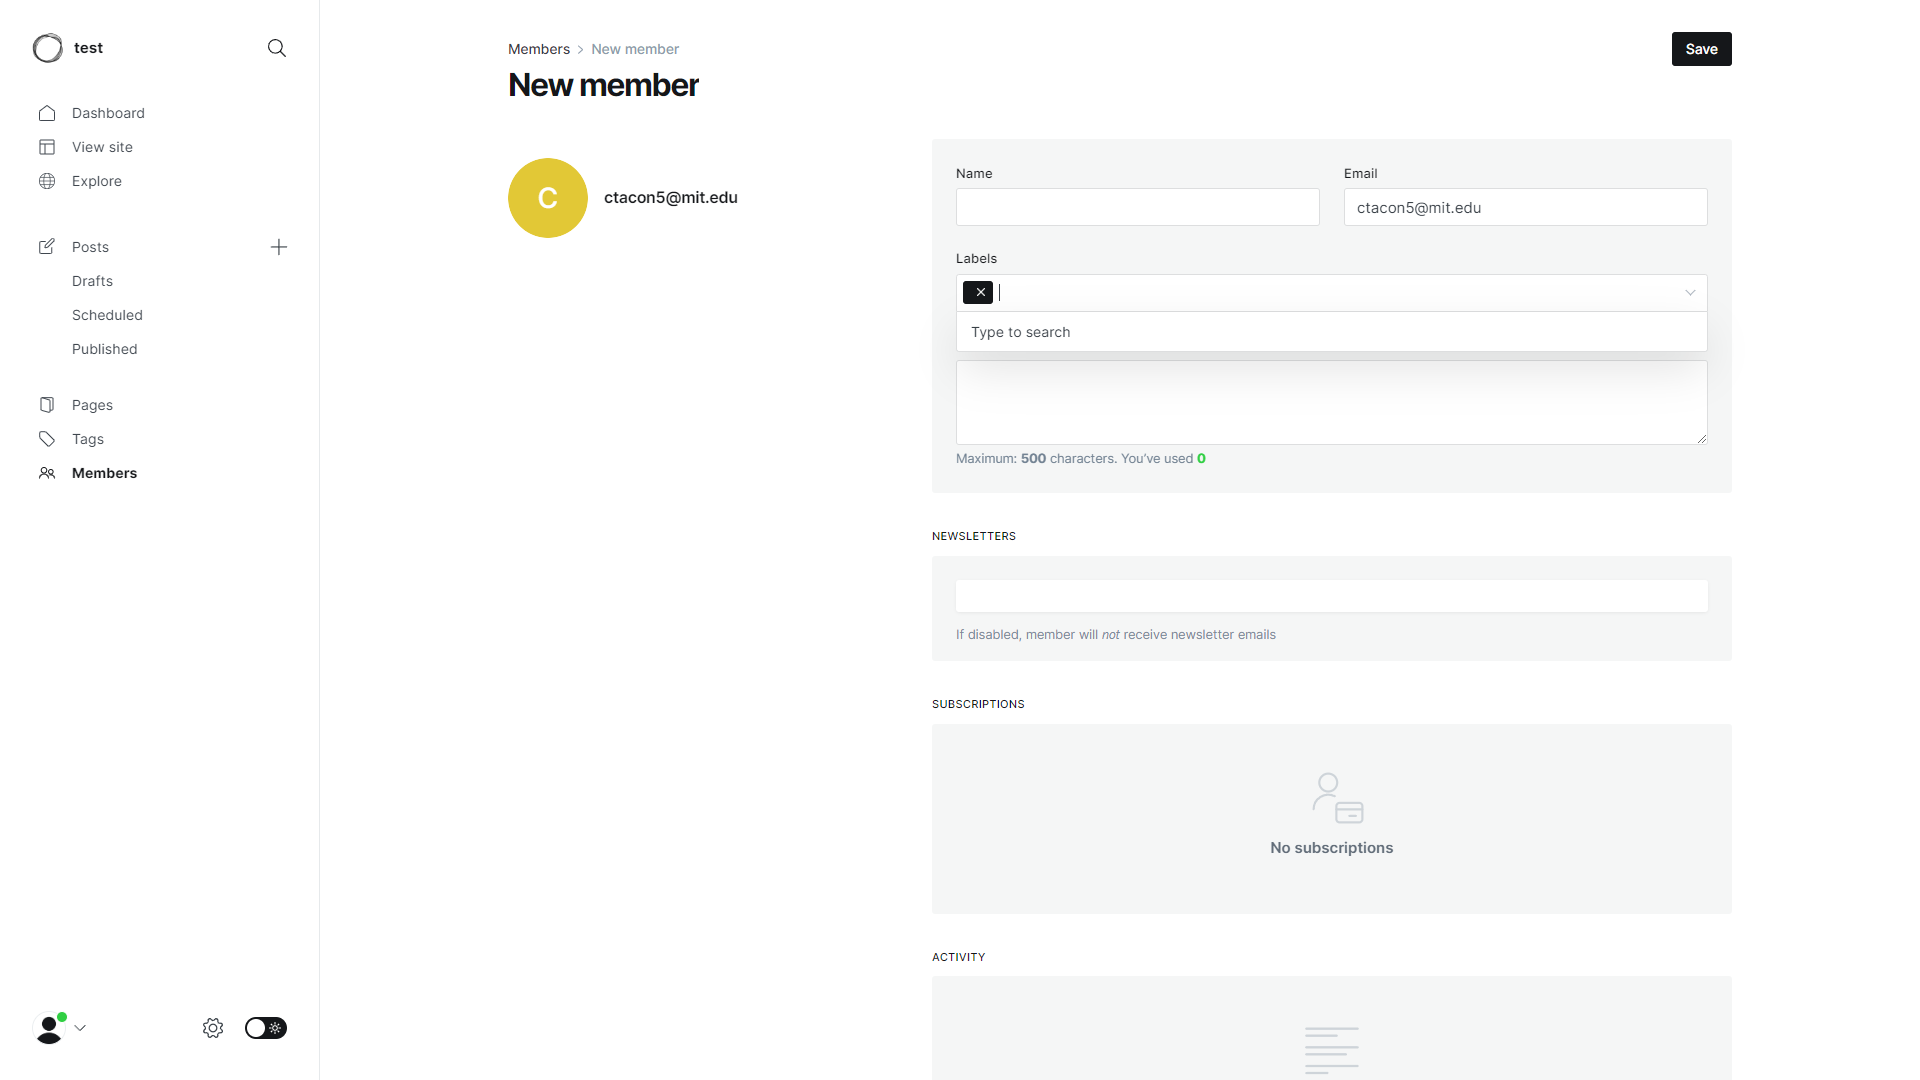 test
Dashboard
View site
Explore
Posts
Drafts
Scheduled
Published
Pages
Tags
Members
Members > New member
New member
Save
C
ctacon5@mit.edu
Name
Email
ctacon5@mit.edu
Labels
Type to search
Maximum: 500 characters. You've used 0
NEWSLETTERS
If disabled, member will not receive newsletter emails
SUBSCRIPTIONS
No subscriptions
ACTIVITY